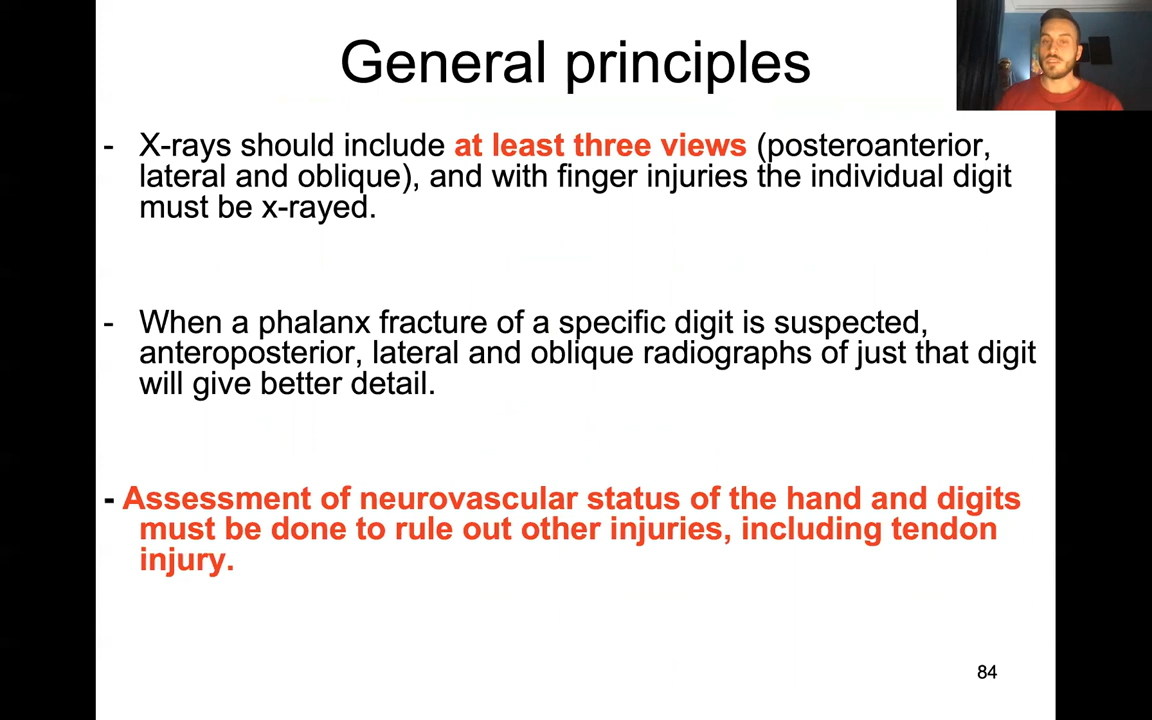 General principles
- X-rays should include at least three views (posteroanterior,
lateral and oblique), and with finger injuries the individual digit
must be x-rayed.
- When a phalanx fracture of a specific digit is suspected,
anteroposterior, lateral and oblique radiographs of just that digit
will give better detail.
- Assessment of neurovascular status of the hand and digits
must be done to rule out other injuries, including tendon
injury.
84